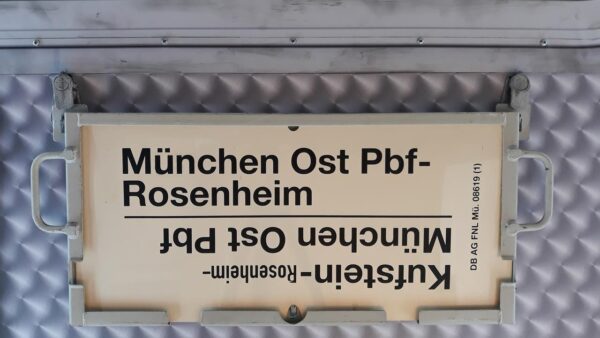 München Ost Pbf-
Rosenheim
Kufstein-Rosenheim-
München Ost Pbf
DB AG FNL Mü. 08619 (1)